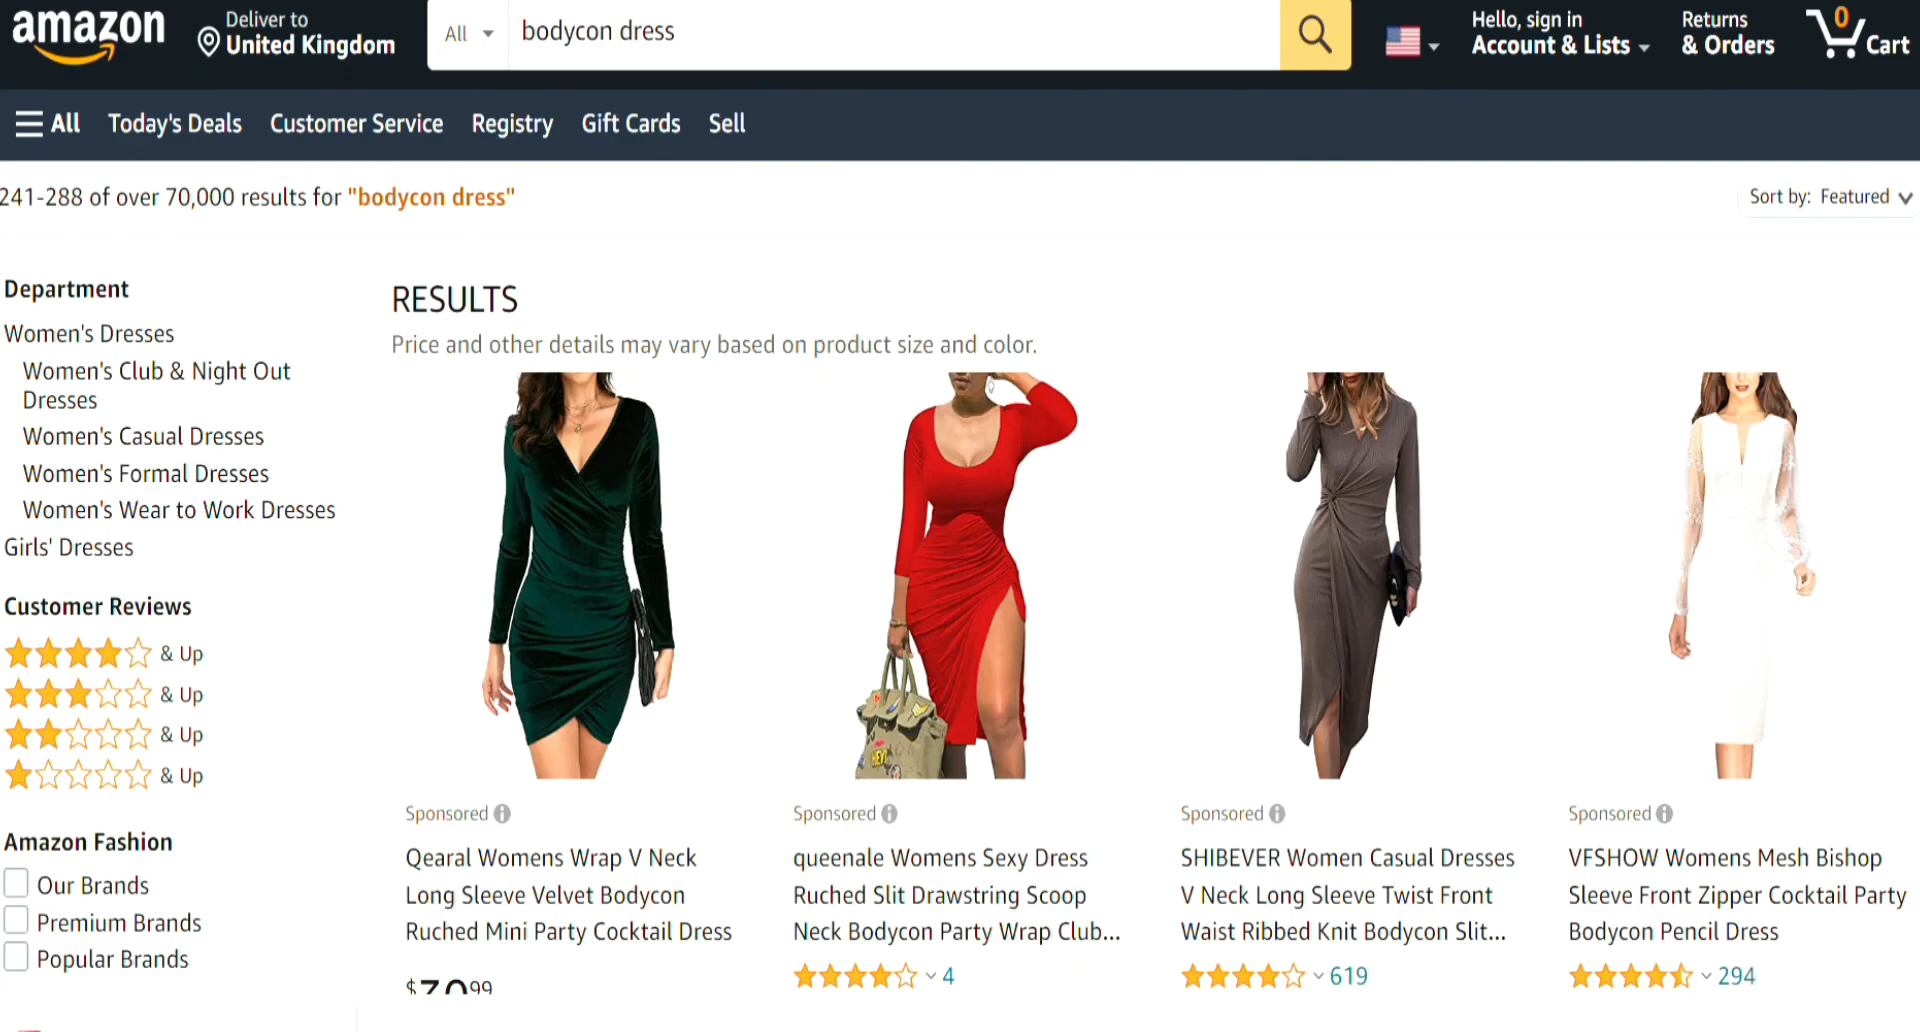 amazon
Deliver to
United Kingdom
All
bodycon dress
Hello, sign in
Account & Lists
Returns
& Orders
0
Cart
All
Today's Deals
Customer Service
Registry
Gift Cards
Sell
241-288 of over 70,000 results for "bodycon dress"
Sort by: Featured
Department
Women's Dresses
Women's Club & Night Out
Dresses
Women's Casual Dresses
Women's Formal Dresses
Women's Wear to Work Dresses
Girls' Dresses
Customer Reviews
& Up
& Up
& Up
& Up
Amazon Fashion
Our Brands
Premium Brands
Popular Brands
RESULTS
Price and other details may vary based on product size and color.
HEY!
Sponsored
Qearal Womens Wrap V Neck
Long Sleeve Velvet Bodycon
Ruched Mini Party Cocktail Dress
Sponsored
queenale Womens Sexy Dress
Ruched Slit Drawstring Scoop
Neck Bodycon Party Wrap Club...
4
Sponsored
SHIBEVER Women Casual Dresses
V Neck Long Sleeve Twist Front
Waist Ribbed Knit Bodycon Slit...
619
Sponsored
VFSHOW Womens Mesh Bishop
Sleeve Front Zipper Cocktail Party
Bodycon Pencil Dress
294